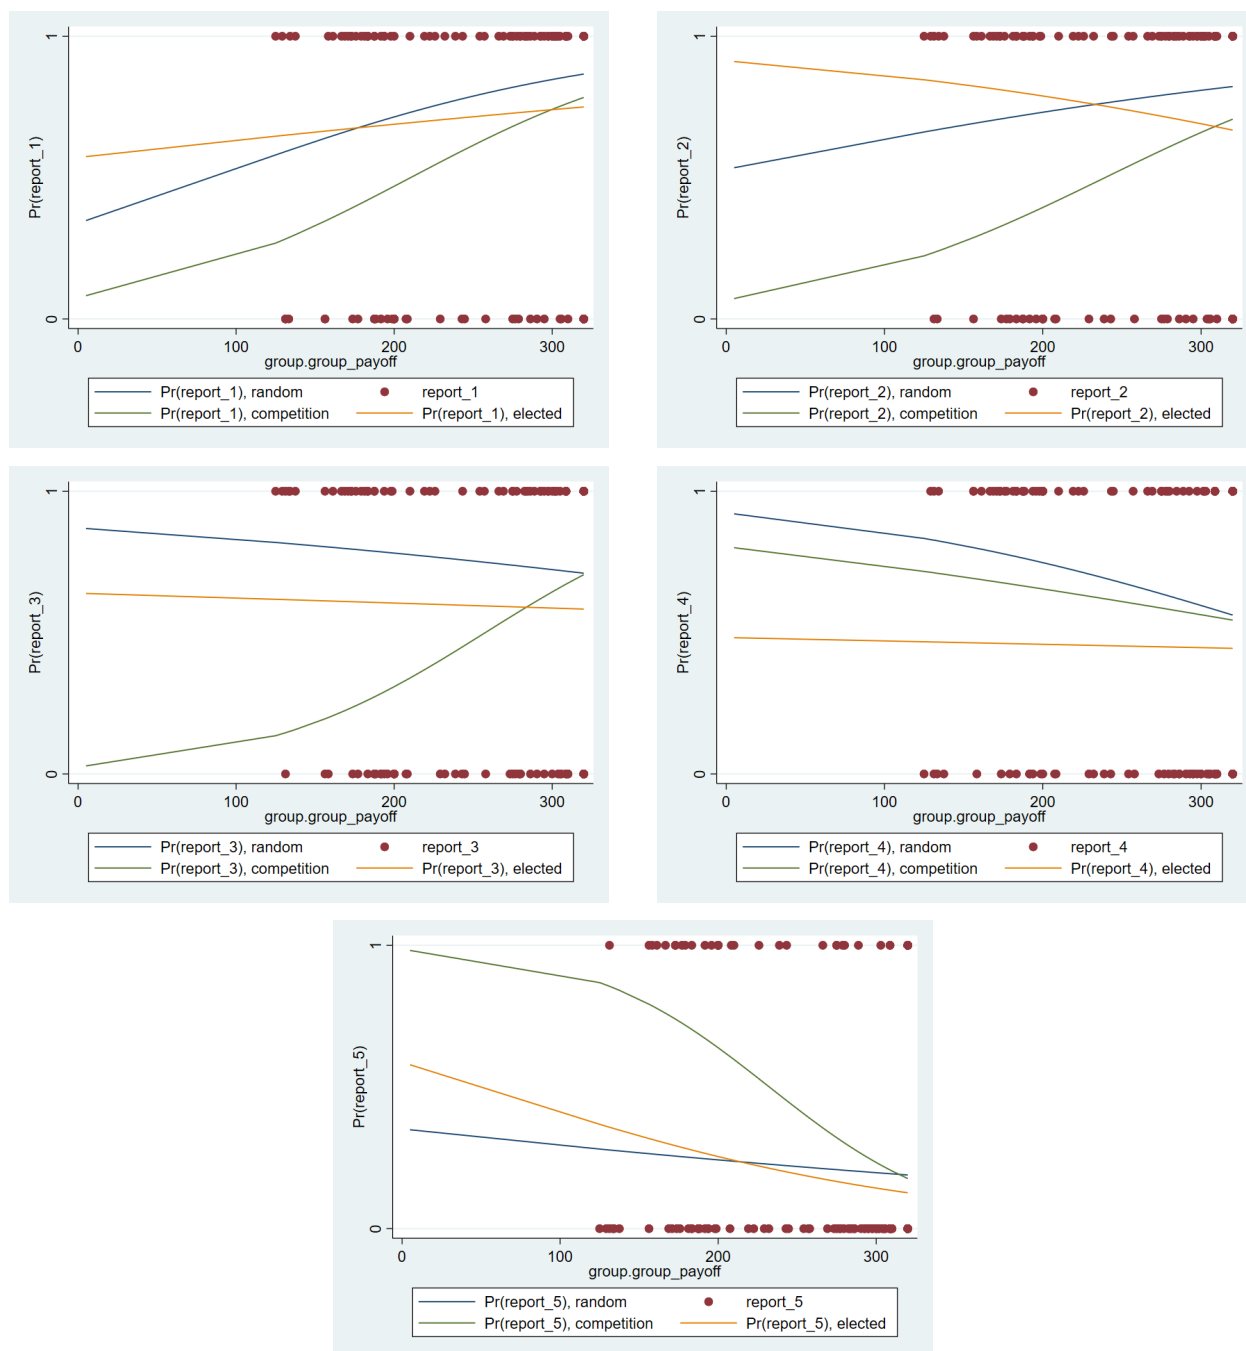 Pr(report_1)
1
0
0 100 200 300
group.group_payoff
Pr(report_1), random report_1
Pr(report_1), competition Pr(report_1), elected
Pr(report_2)
1
0
0 100 200 300
group.group_payoff
Pr(report_2), random report_2
Pr(report_2), competition Pr(report_2), elected
Pr(report_3)
1
0
0 100 200 300
group.group_payoff
Pr(report_3), random report_3
Pr(report_3), competition Pr(report_3), elected
Pr(report_4)
1
0
0 100 200 300
group.group_payoff
Pr(report_4), random report_4
Pr(report_4), competition Pr(report_4), elected
Pr(report_5)
1
0
0 100 200 300
group.group_payoff
Pr(report_5), random report_5
Pr(report_5), competition Pr(report_5), elected